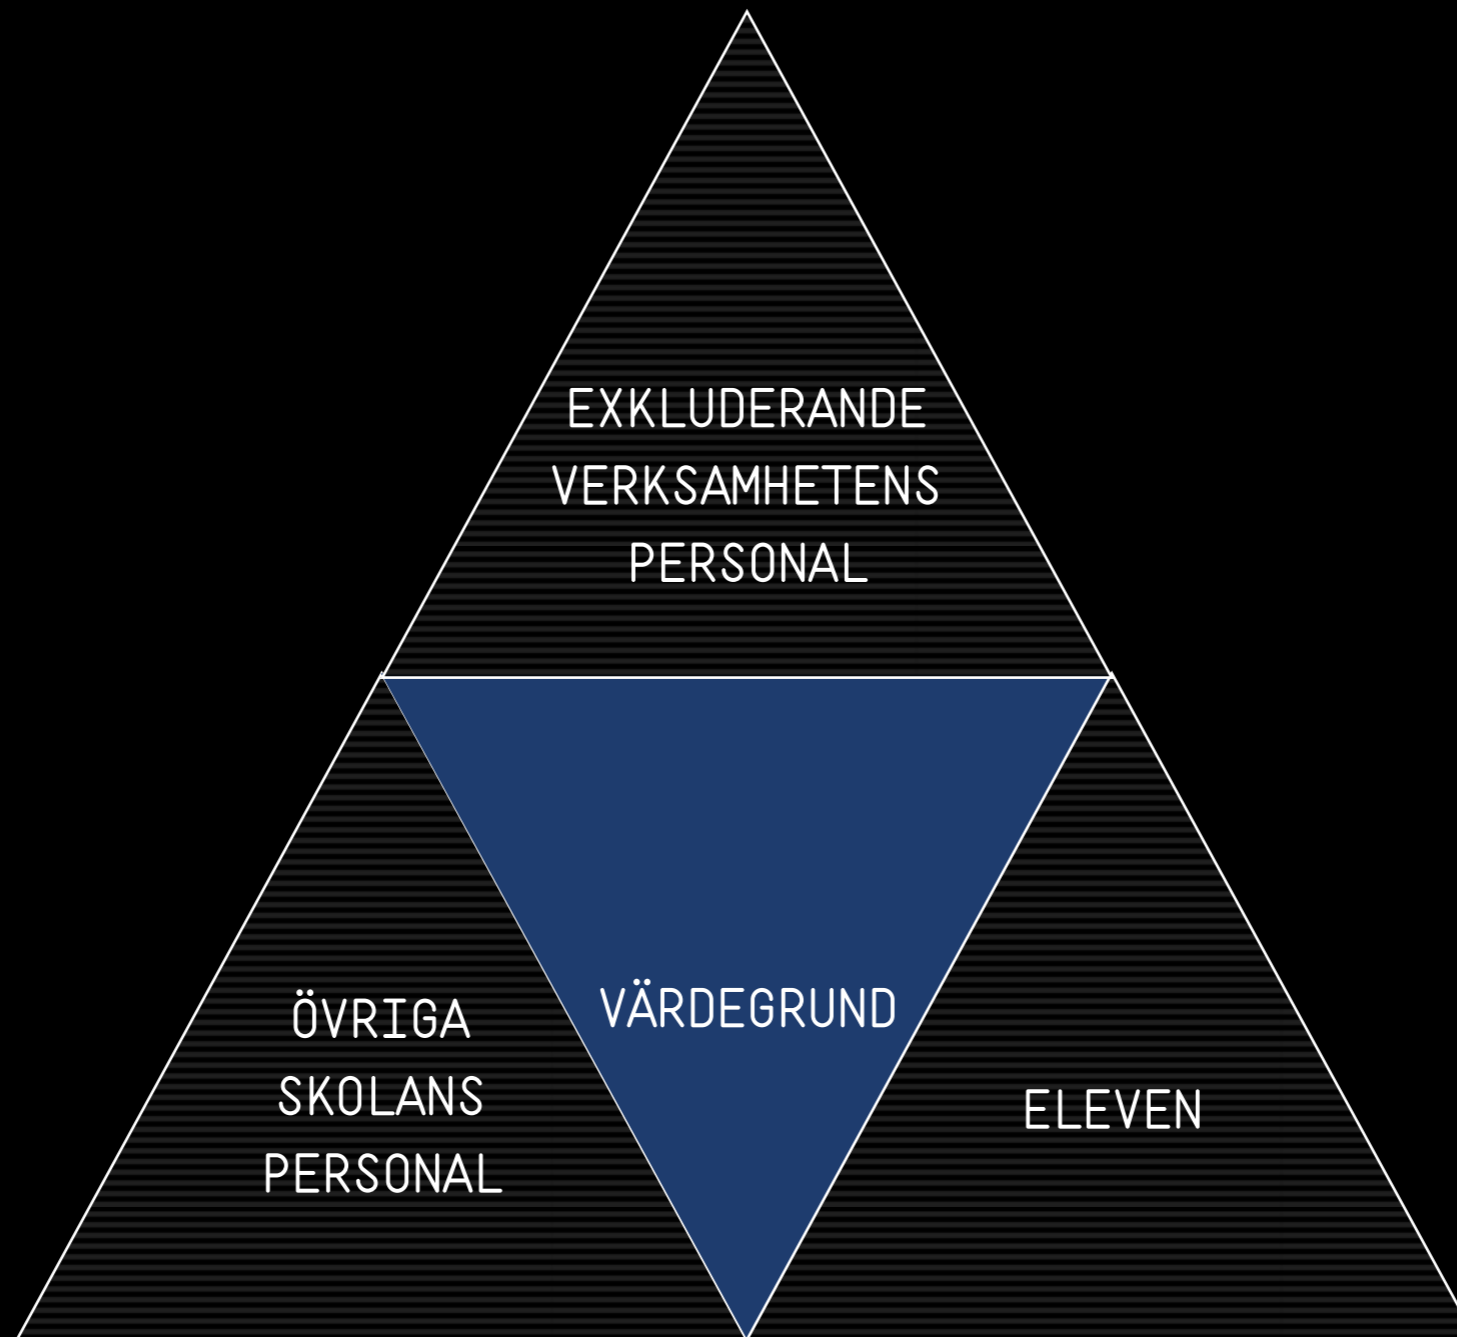 EXKLUDERANDE
VERKSAMHETENS
PERSONAL
ÖVRIGA
SKOLANS
PERSONAL
VÄRDEGRUND
ELEVEN